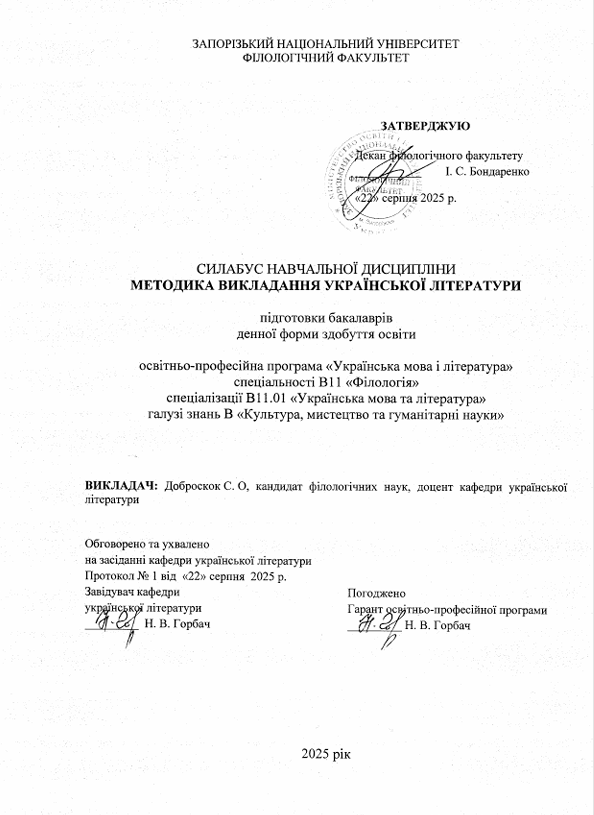 ЗАПОРІЗЬКИЙ НАЦІОНАЛЬНИЙ УНІВЕРСИТЕТ
ФІЛОЛОГІЧНИЙ ФАКУЛЬТЕТ
ЗАТВЕРДЖУЮ
Декан філологічного факультету
І. С. Бондаренко
«22» серпня 2025 р.
СИЛАБУС НАВЧАЛЬНОЇ ДИСЦИПЛІНИ
МЕТОДИКА ВИКЛАДАННЯ УКРАЇНСЬКОЇ ЛІТЕРАТУРИ
підготовки бакалаврів
денної форми здобуття освіти
освітньо-професійна програма «Українська мова і література»
спеціальності В11 «Філологія»
спеціалізації В11.01 «Українська мова та література»
галузі знань В «Культура, мистецтво та гуманітарні науки»
ВИКЛАДАЧ: Доброскок С. О, кандидат філологічних наук, доцент кафедри української
літератури
Обговорено та ухвалено
на засіданні кафедри української літератури
Протокол № 1 від «22» серпня 2025 р.
Завідувач кафедри
української літератури
Н. В. Горбач
Погоджено
Гарант освітньо-професійної програми
Н. В. Горбач
2025 рік